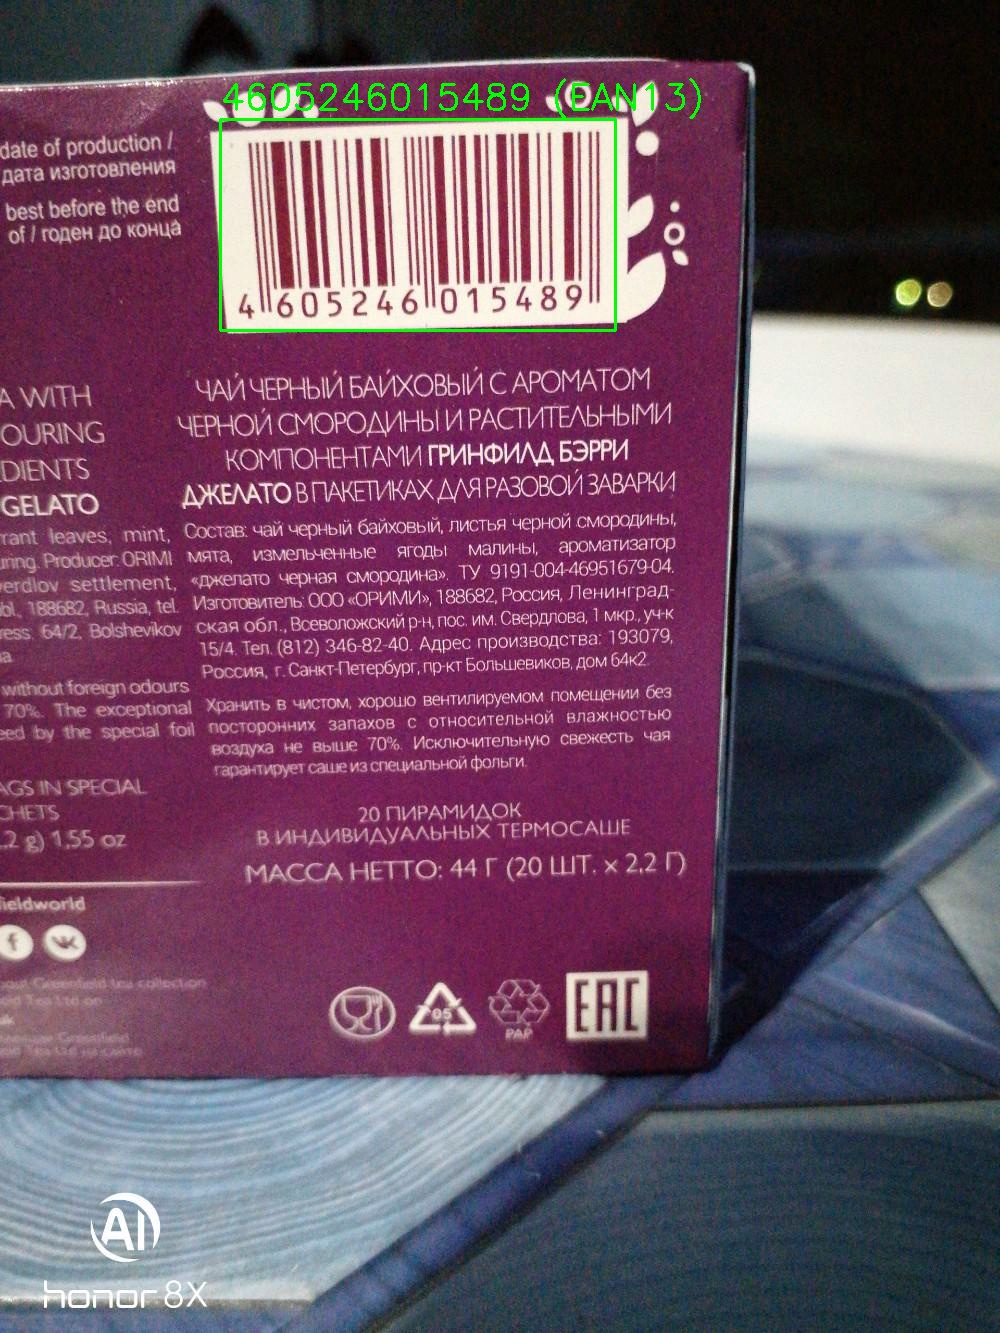 4605246015489 (EAN13)
date of production /
дата изготовления
best before the end
of / годен до конца
4 605246 015489
A WITH
OURING
DIENTS
GELATO
rrant leaves, mint,
uring. Producer: ORIMI
verdlov settlement,
obl., 188682, Russia, tel.
ress: 64/2, Bolshevikov
without foreign odours
70%. The exceptional
eed by the special foil
AGS IN SPECIAL
CHETS
.2 g) 1.55 oz
fieldworld
ЧАЙ ЧЕРНЫЙ БАЙХОВЫЙ С АРОМАТОМ
ЧЕРНОЙ СМОРОДИНЫ И РАСТИТЕЛЬНЫМИ
КОМПОНЕНТАМИ ГРИНФИЛД БЭРРИ
ДЖЕЛАТО В ПАКЕТИКАХ ДЛЯ РАЗОВОЙ ЗАВАРКИ
Состав: чай черный байховый, листья черной смородины,
мята, измельченные ягоды малины, ароматизатор
«джелато черная смородина». ТУ 9191-004-46951679-04.
Изготовитель: ООО «ОРИМИ», 188682, Россия, Ленинград-
ская обл., Всеволожский р-н, пос. им. Свердлова, 1 мкр., уч-к
15/4. Тел. (812) 346-82-40. Адрес производства: 193079,
Россия, г. Санкт-Петербург, пр-кт Большевиков, дом 64к2.
Хранить в чистом, хорошо вентилируемом помещении без
посторонних запахов с относительной влажностью
воздуха не выше 70%. Исключительную свежесть чая
гарантирует саше из специальной фольги.
20 ПИРАМИДОК
В ИНДИВИДУАЛЬНЫХ ТЕРМОСАШЕ
МАССА НЕТТО: 44 Г (20 ШТ. x 2,2 Г)
Greenfield tea collection
05
PAP
EAC
AI
honor 8X